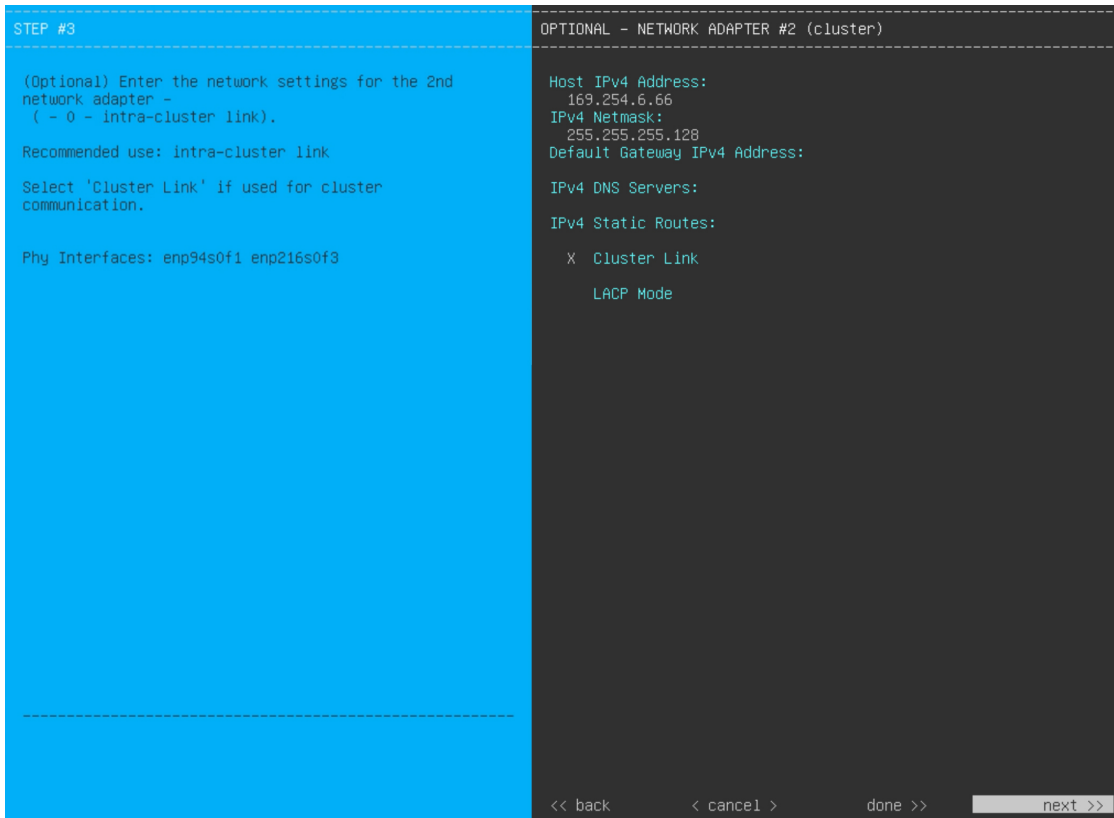 STEP #3
(Optional) Enter the network settings for the 2nd
network adapter -
( - 0 - intra-cluster link).
Recommended use: intra-cluster link
Select 'Cluster Link' if used for cluster
communication.
Phy Interfaces: enp94s0f1 enp216s0f3
OPTIONAL - NETWORK ADAPTER #2 (cluster)
Host IPv4 Address:
169.254.6.66
IPv4 Netmask:
255.255.255.128
Default Gateway IPv4 Address:
IPv4 DNS Servers:
IPv4 Static Routes:
X Cluster Link
LACP Mode
<< back < cancel > done >> next >>